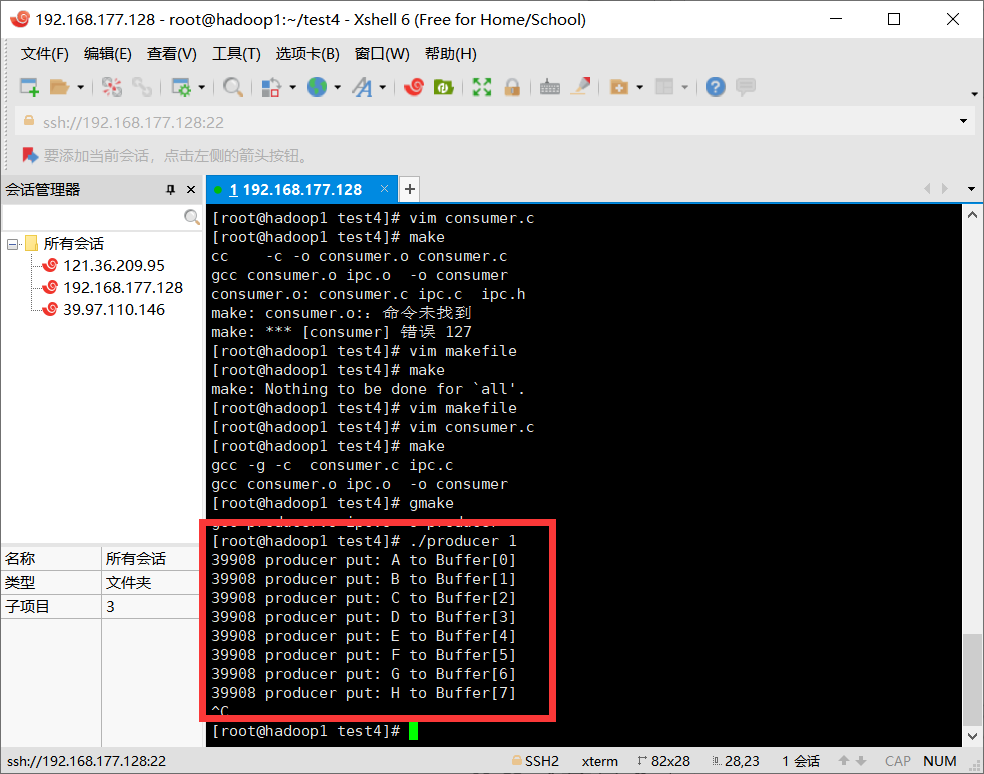 192.168.177.128 - root@hadoop1:~/test4 - Xshell 6 (Free for Home/School)
文件(F) 编辑(E) 查看(V) 工具(T) 选项卡(B) 窗口(W) 帮助(H)
ssh://192.168.177.128:22
要添加当前会话，点击左侧的箭头按钮。
会话管理器
1 192.168.177.128
所有会话
121.36.209.95
192.168.177.128
39.97.110.146
名称 所有会话
类型 文件夹
子项目 3
[root@hadoop1 test4]# vim consumer.c
[root@hadoop1 test4]# make
cc    -c -o consumer.o consumer.c
gcc consumer.o ipc.o  -o consumer
consumer.o: consumer.c ipc.c  ipc.h
make: consumer.o:：命令未找到
make: *** [consumer] 错误 127
[root@hadoop1 test4]# vim makefile
[root@hadoop1 test4]# make
make: Nothing to be done for `all'.
[root@hadoop1 test4]# vim makefile
[root@hadoop1 test4]# vim consumer.c
[root@hadoop1 test4]# make
gcc -g -c  consumer.c ipc.c
gcc consumer.o ipc.o  -o consumer
[root@hadoop1 test4]# gmake
[root@hadoop1 test4]# ./producer 1
39908 producer put: A to Buffer[0]
39908 producer put: B to Buffer[1]
39908 producer put: C to Buffer[2]
39908 producer put: D to Buffer[3]
39908 producer put: E to Buffer[4]
39908 producer put: F to Buffer[5]
39908 producer put: G to Buffer[6]
39908 producer put: H to Buffer[7]
^C
[root@hadoop1 test4]#
ssh://192.168.177.128:22 SSH2 xterm 82x28 28,23 1 会话 CAP NUM